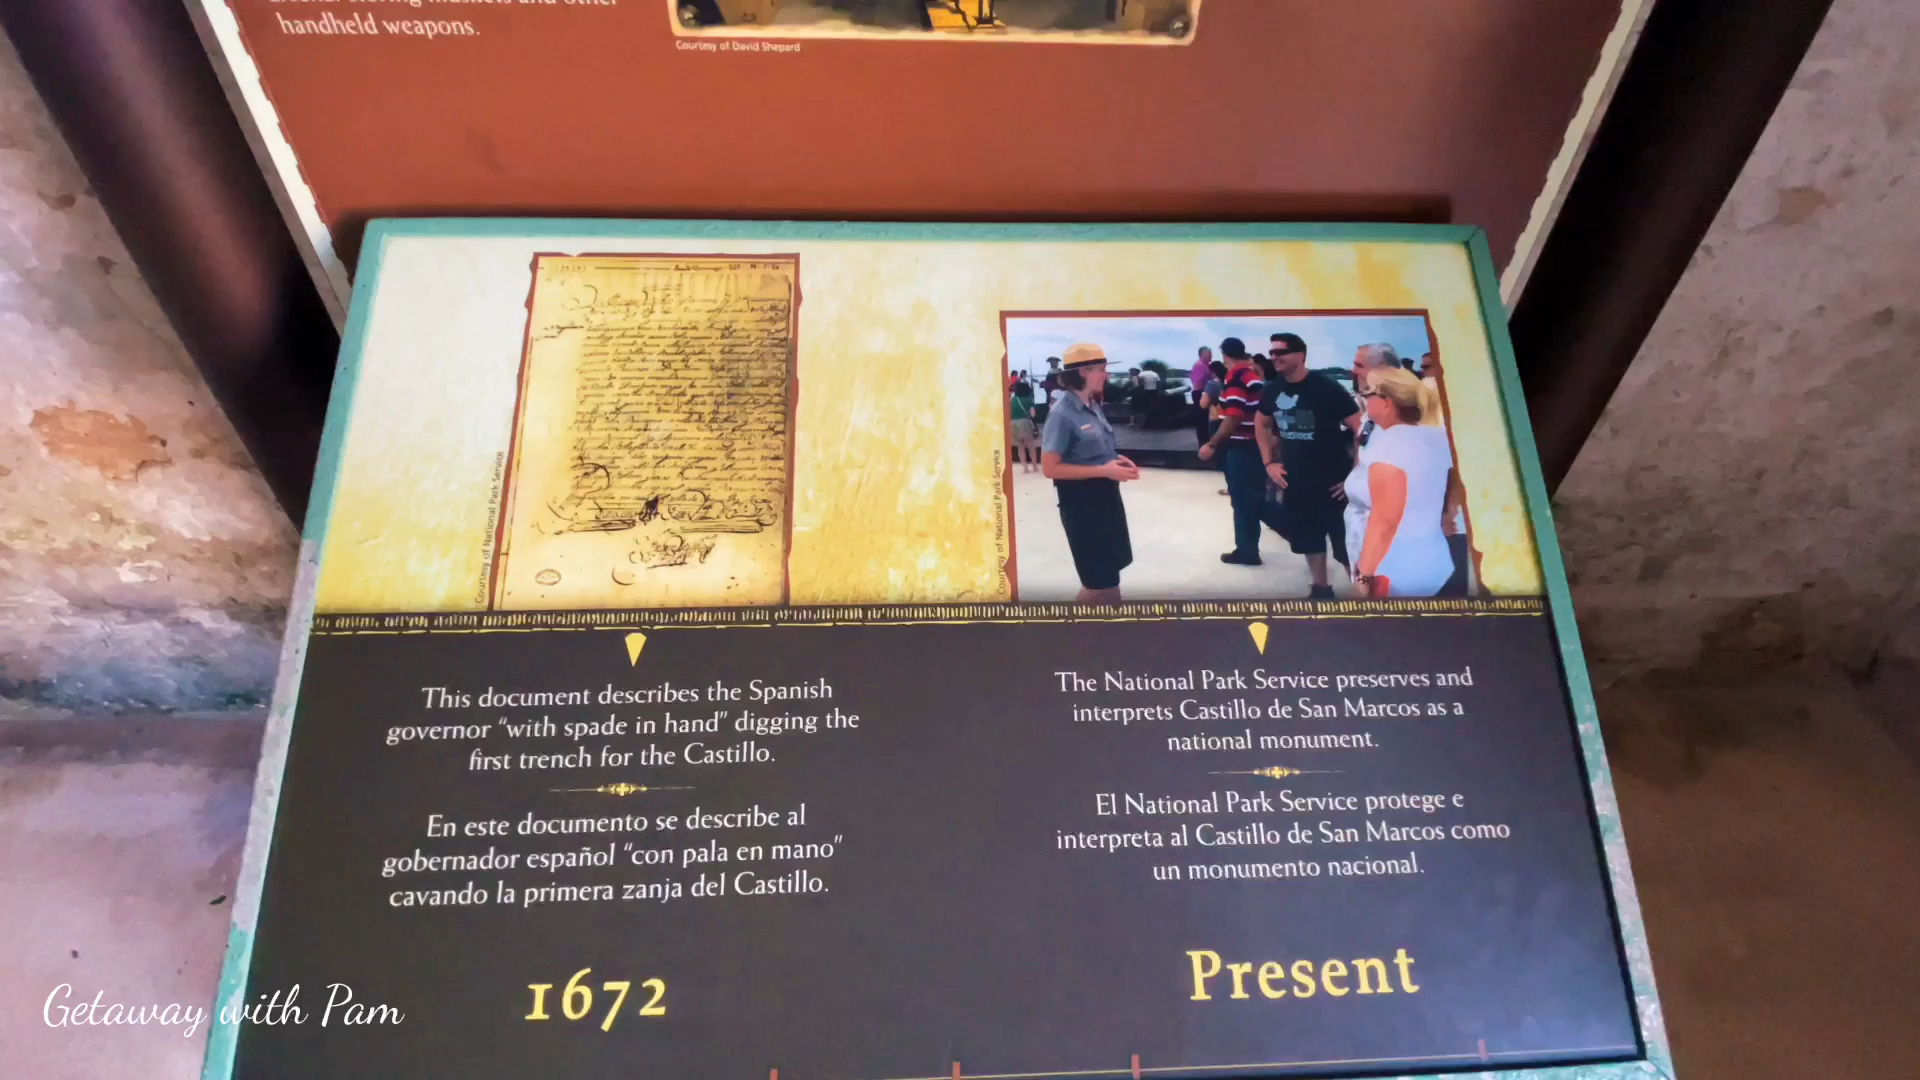 handheld weapons.
Courtesy of David Shepard
Courtesy of National Park Service
Courtesy of National Park Service
This document describes the Spanish
governor “with spade in hand” digging the
first trench for the Castillo.
En este documento se describe al
gobernador español “con pala en mano”
cavando la primera zanja del Castillo.
1672
The National Park Service preserves and
interprets Castillo de San Marcos as a
national monument.
El National Park Service protege e
interpreta al Castillo de San Marcos como
un monumento nacional.
Present
Getaway with Pam